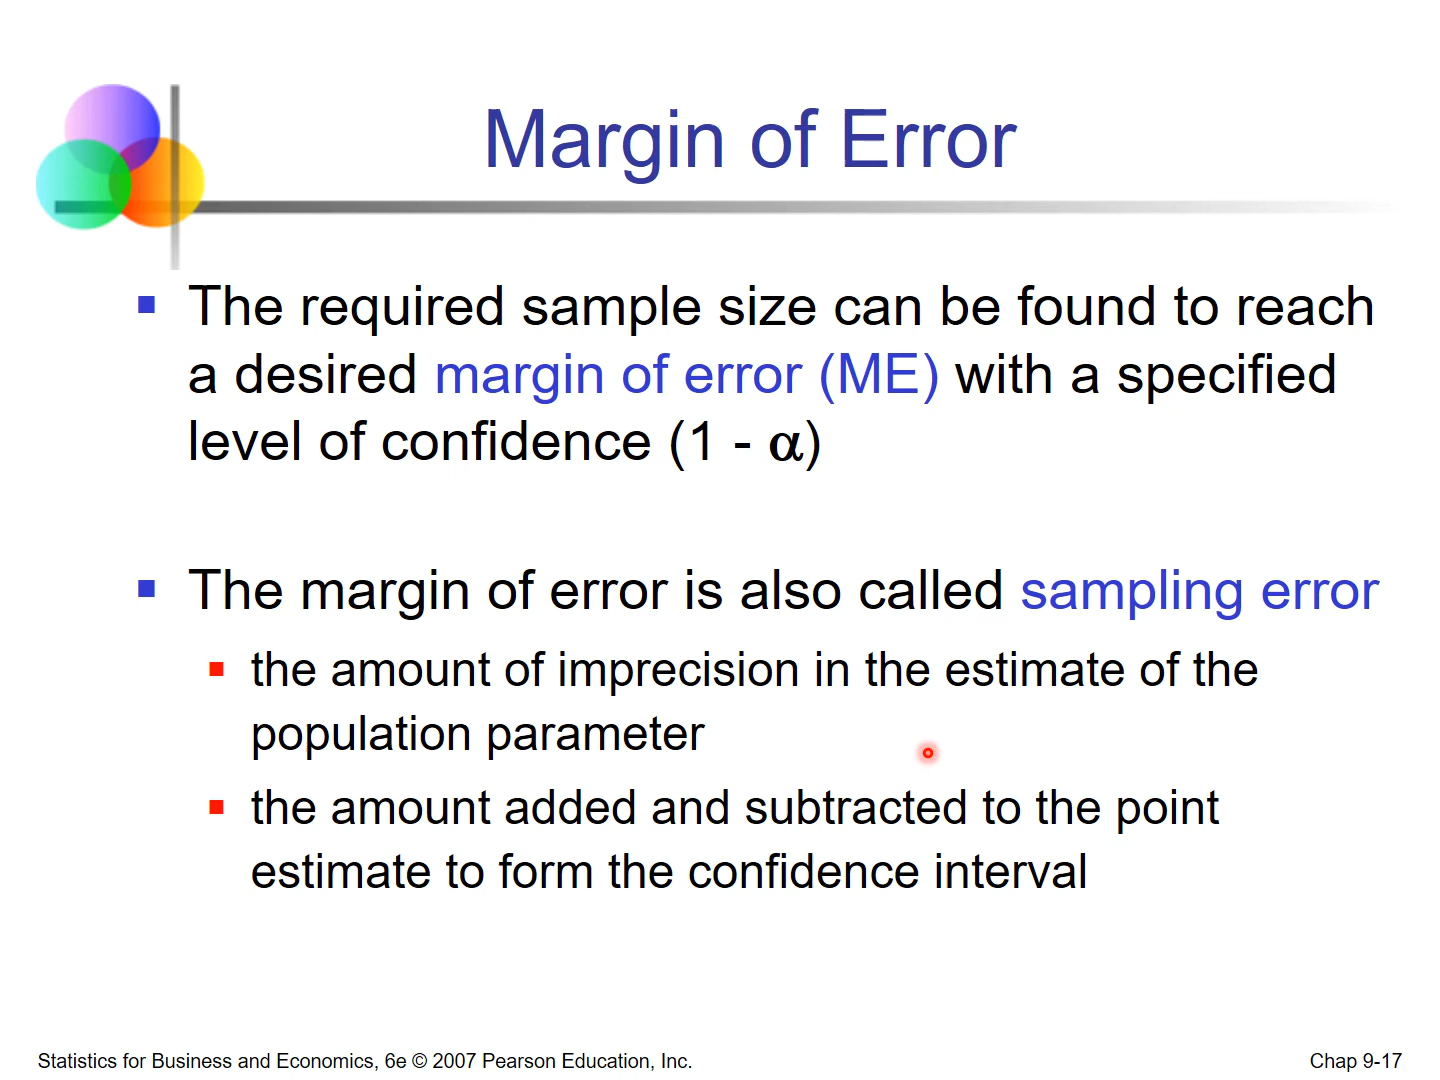 Margin of Error
The required sample size can be found to reach
a desired margin of error (ME) with a specified
level of confidence (1 - α)
The margin of error is also called sampling error
the amount of imprecision in the estimate of the
population parameter
the amount added and subtracted to the point
estimate to form the confidence interval
Statistics for Business and Economics, 6e © 2007 Pearson Education, Inc.
Chap 9-17